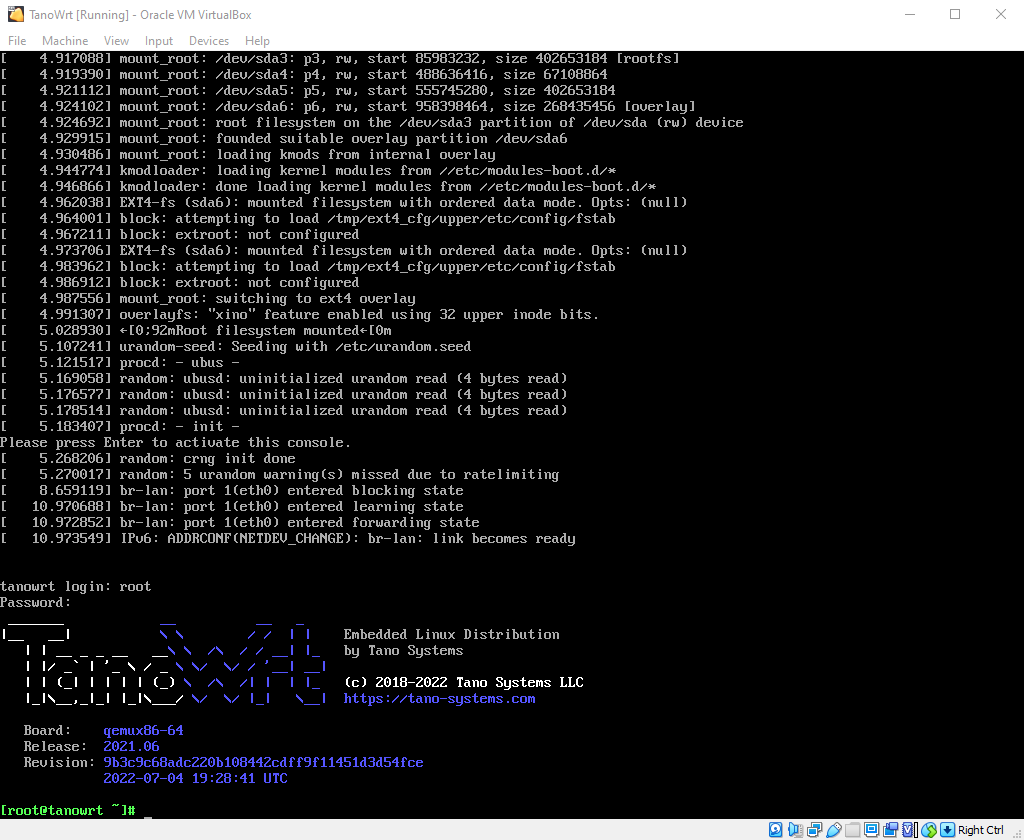 TanoWrt [Running] - Oracle VM VirtualBox
File Machine View Input Devices Help
[    4.917088] mount_root: /dev/sda3: p3, rw, start 85983232, size 402653184 [rootfs]
[    4.919390] mount_root: /dev/sda4: p4, rw, start 488636416, size 67108864
[    4.921112] mount_root: /dev/sda5: p5, rw, start 555745280, size 402653184
[    4.924102] mount_root: /dev/sda6: p6, rw, start 958398464, size 268435456 [overlay]
[    4.924692] mount_root: root filesystem on the /dev/sda3 partition of /dev/sda (rw) device
[    4.929915] mount_root: founded suitable overlay partition /dev/sda6
[    4.930486] mount_root: loading kmods from internal overlay
[    4.944774] kmodloader: loading kernel modules from //etc/modules-boot.d/*
[    4.946866] kmodloader: done loading kernel modules from //etc/modules-boot.d/*
[    4.962038] EXT4-fs (sda6): mounted filesystem with ordered data mode. Opts: (null)
[    4.964001] block: attempting to load /tmp/ext4_cfg/upper/etc/config/fstab
[    4.967211] block: extroot: not configured
[    4.973706] EXT4-fs (sda6): mounted filesystem with ordered data mode. Opts: (null)
[    4.983962] block: attempting to load /tmp/ext4_cfg/upper/etc/config/fstab
[    4.986912] block: extroot: not configured
[    4.987556] mount_root: switching to ext4 overlay
[    4.991307] overlayfs: "xino" feature enabled using 32 upper inode bits.
[    5.028930] ←[0;92mRoot filesystem mounted←[0m
[    5.107241] urandom-seed: Seeding with /etc/urandom.seed
[    5.121517] procd: - ubus -
[    5.169058] random: ubusd: uninitialized urandom read (4 bytes read)
[    5.176577] random: ubusd: uninitialized urandom read (4 bytes read)
[    5.178514] random: ubusd: uninitialized urandom read (4 bytes read)
[    5.183407] procd: - init -
Please press Enter to activate this console.
[    5.268206] random: crng init done
[    5.270017] random: 5 urandom warning(s) missed due to ratelimiting
[    8.659119] br-lan: port 1(eth0) entered blocking state
[   10.970688] br-lan: port 1(eth0) entered learning state
[   10.972852] br-lan: port 1(eth0) entered forwarding state
[   10.973549] IPv6: ADDRCONF(NETDEV_CHANGE): br-lan: link becomes ready
tanowrt login: root
Password:
TanoWrt
Embedded Linux Distribution
by Tano Systems
(c) 2018-2022 Tano Systems LLC
https://tano-systems.com
Board: qemux86-64
Release: 2021.06
Revision: 9b3c9c68adc220b108442cdff9f11451d3d54fce
2022-07-04 19:28:41 UTC
[root@tanowrt ~]# _
Right Ctrl